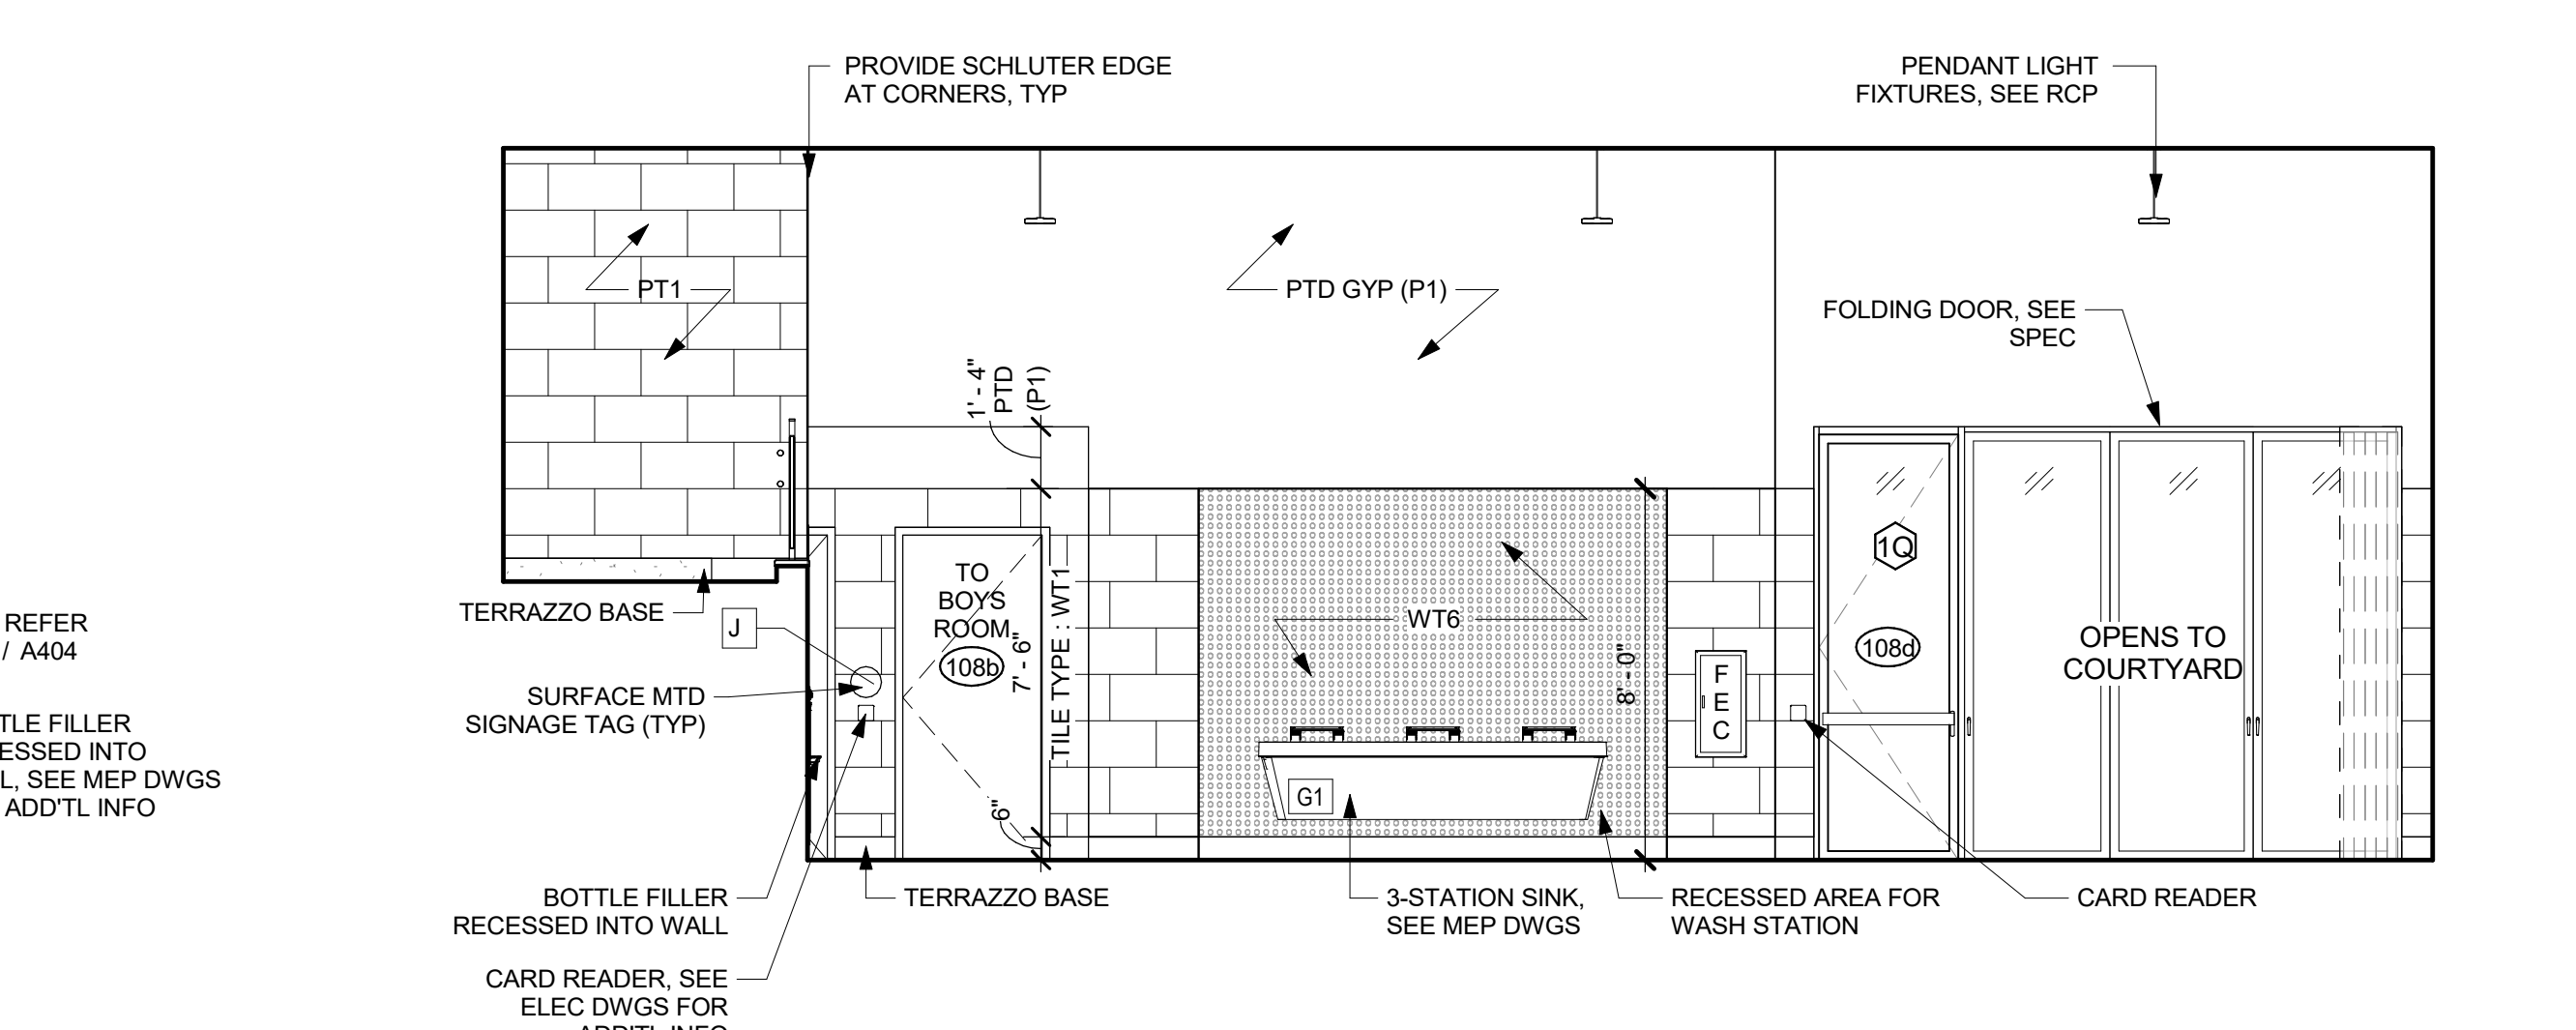 PROVIDE SCHLUTER EDGE
AT CORNERS, TYP
PENDANT LIGHT
FIXTURES, SEE RCP
PT1
PTD GYP (P1)
FOLDING DOOR, SEE
SPEC
1' - 4"
PTD
(P1)
TERRAZZO BASE
J
REFER
/ A404
TO
BOYS
ROOM
108b
7' - 6"
TILE TYPE : WT1
6"
WT6
8' - 0"
F
E
C
1Q
108d
OPENS TO
COURTYARD
SURFACE MTD
SIGNAGE TAG (TYP)
TLE FILLER
ESSED INTO
L, SEE MEP DWGS
ADD'TL INFO
G1
BOTTLE FILLER
RECESSED INTO WALL
TERRAZZO BASE
3-STATION SINK,
SEE MEP DWGS
RECESSED AREA FOR
WASH STATION
CARD READER
CARD READER, SEE
ELEC DWGS FOR